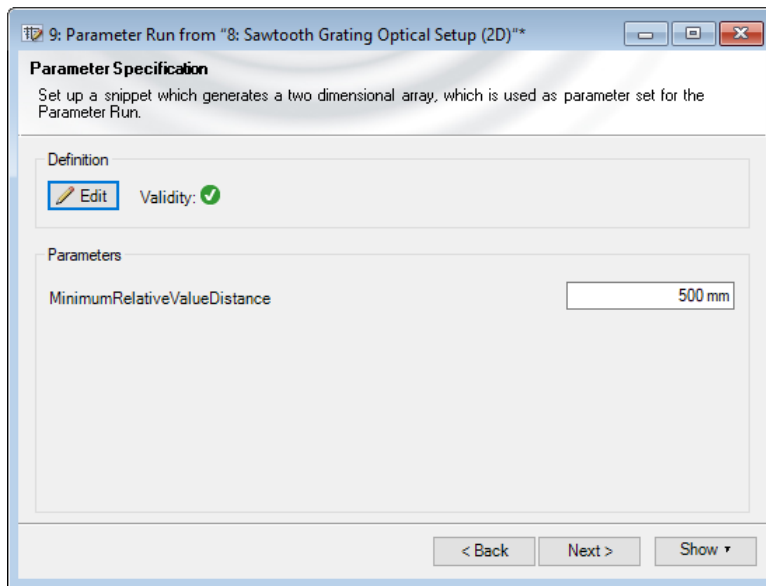 9: Parameter Run from "8: Sawtooth Grating Optical Setup (2D)"*
Parameter Specification
Set up a snippet which generates a two dimensional array, which is used as parameter set for the
Parameter Run.
Definition
Edit Validity:
Parameters
MinimumRelativeValueDistance 500 mm
< Back Next > Show ▾